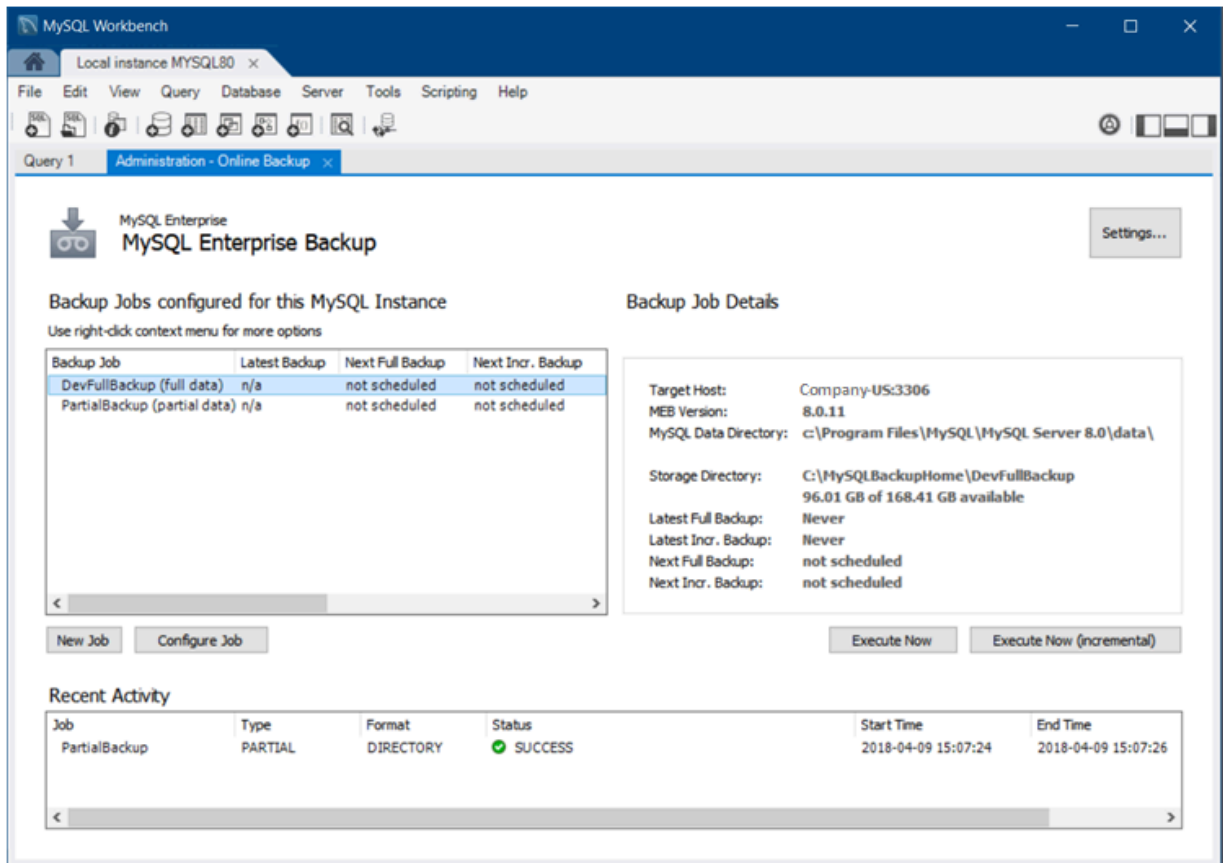 MySQL Workbench
Local instance MYSQL80
File Edit View Query Database Server Tools Scripting Help
Query 1 Administration - Online Backup
MySQL Enterprise
MySQL Enterprise Backup
Settings...
Backup Jobs configured for this MySQL Instance
Use right-click context menu for more options
Backup Job Latest Backup Next Full Backup Next Incr. Backup
DevFullBackup (full data) n/a not scheduled not scheduled
PartialBackup (partial data) n/a not scheduled not scheduled
New Job Configure Job
Backup Job Details
Target Host: Company-US:3306
MEB Version: 8.0.11
MySQL Data Directory: c:\Program Files\MySQL\MySQL Server 8.0\data\
Storage Directory: C:\MySQLBackupHome\DevFullBackup
96.01 GB of 168.41 GB available
Latest Full Backup: Never
Latest Incr. Backup: Never
Next Full Backup: not scheduled
Next Incr. Backup: not scheduled
Execute Now Execute Now (incremental)
Recent Activity
Job Type Format Status Start Time End Time
PartialBackup PARTIAL DIRECTORY SUCCESS 2018-04-09 15:07:24 2018-04-09 15:07:26